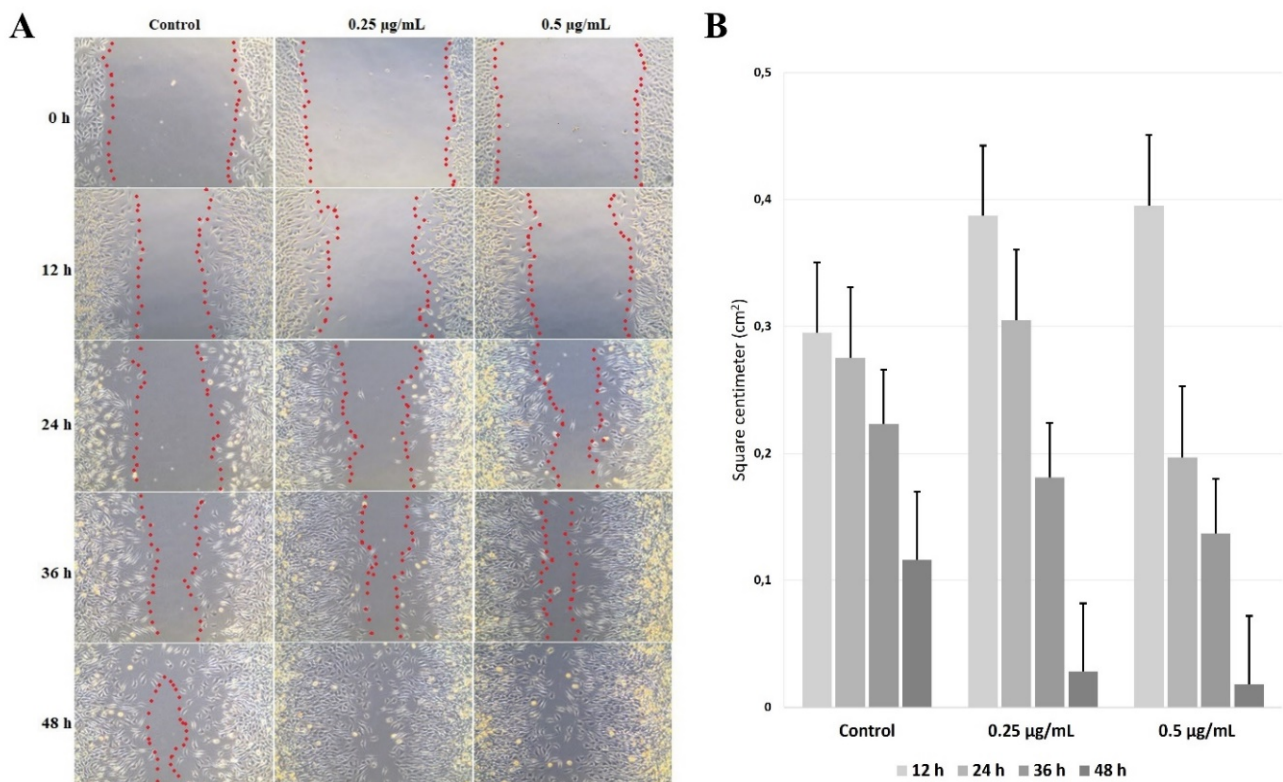 A
Control 0.25 µg/mL 0.5 µg/mL
0 h
12 h
24 h
36 h
48 h
B
0,5
0,4
0,3
0,2
0,1
0
Square centimeter (cm²)
Control 0.25 µg/mL 0.5 µg/mL
12 h 24 h 36 h 48 h